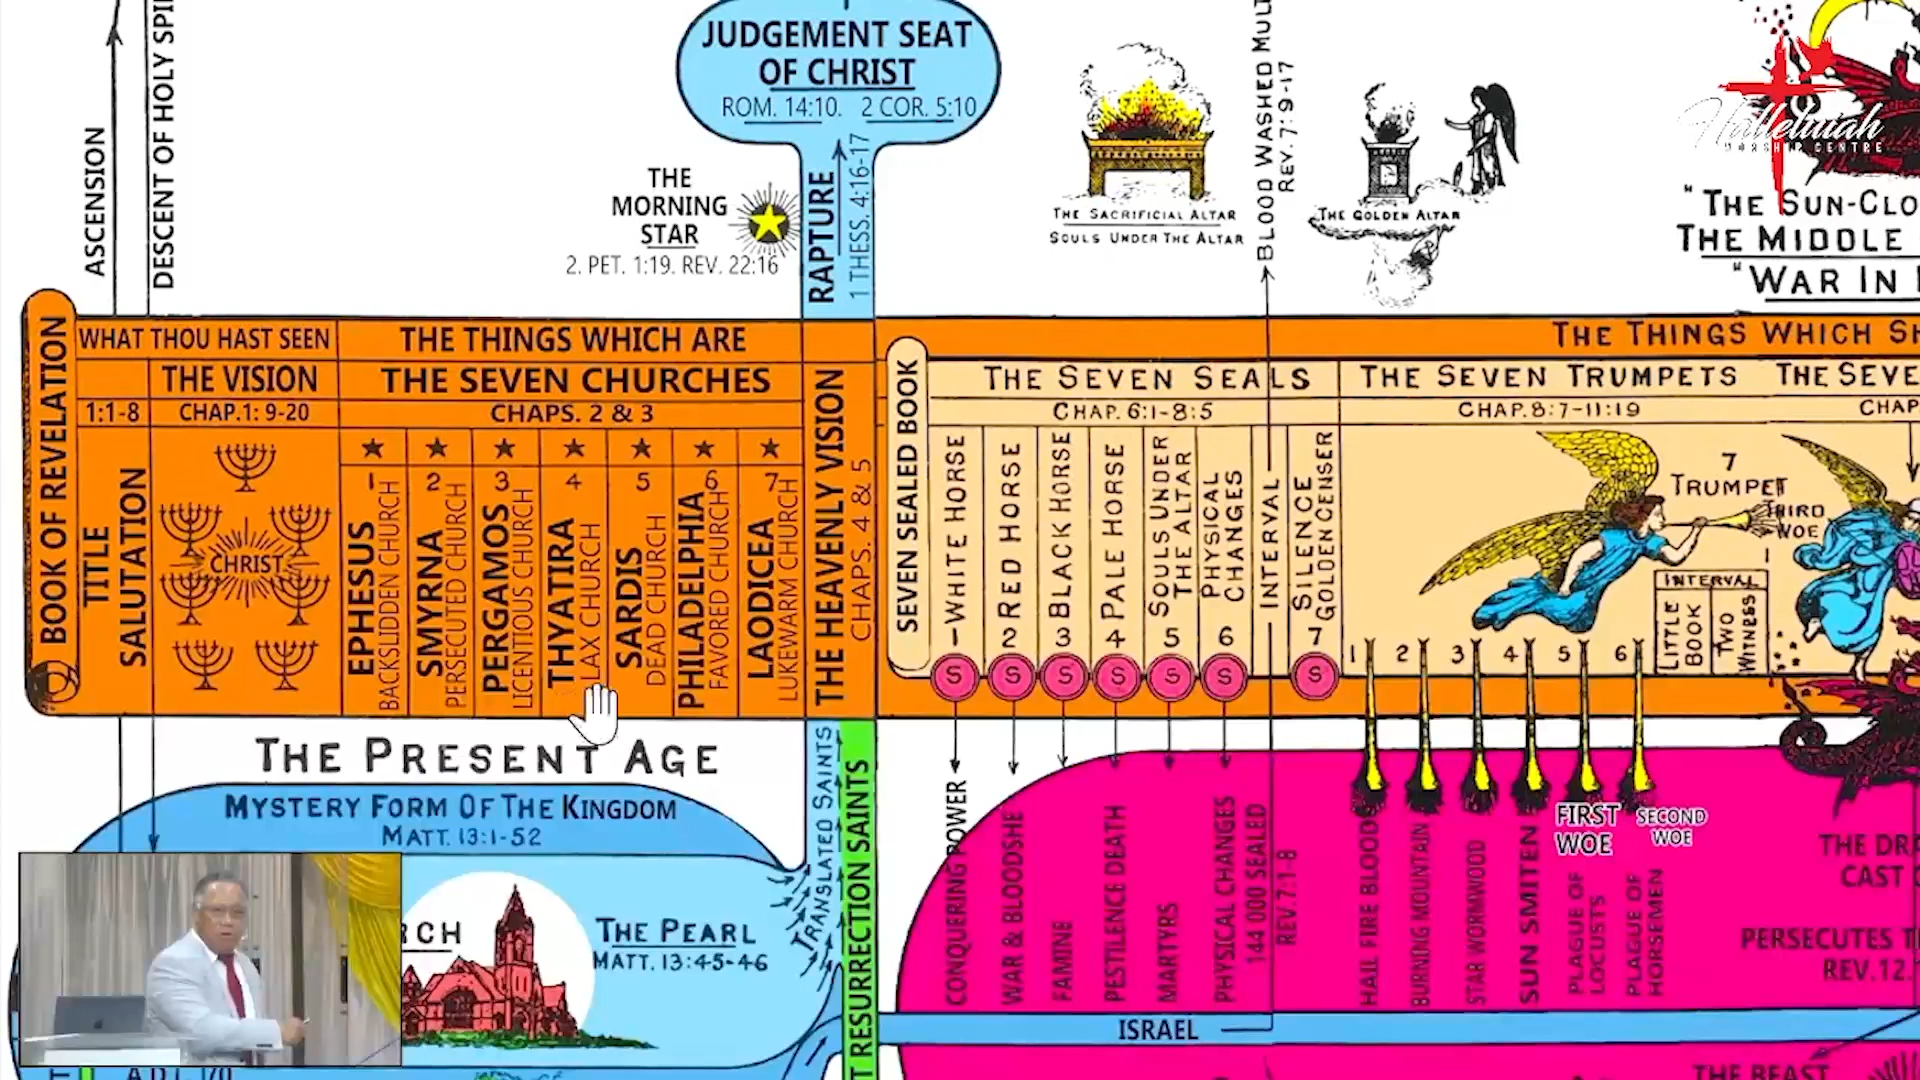 ASCENSION
DESCENT OF HOLY SPI
JUDGEMENT SEAT
OF CHRIST
ROM. 14:10. 2 COR. 5:10
THE
MORNING
STAR
2. PET. 1:19. REV. 22:16
RAPTURE
1 THESS. 4:16-17
THE SACRIFICIAL ALTAR
SOULS UNDER THE ALTAR
BLOOD WASHED MUL
REV. 7:9-17
THE GOLDEN ALTAR
Halleluiah
WORSHIP CENTRE
"THE SUN-CLO
THE MIDDLE
"WAR IN
BOOK OF REVELATION
WHAT THOU HAST SEEN
THE THINGS WHICH ARE
THE THINGS WHICH SH
THE VISION
THE SEVEN CHURCHES
1:1-8
CHAP.1: 9-20
CHAPS. 2 & 3
TITLE
SALUTATION
CHRIST
1
EPHESUS
BACKSLIDDEN CHURCH
2
SMYRNA
PERSECUTED CHURCH
3
PERGAMOS
LICENTIOUS CHURCH
4
THYATIRA
LAX CHURCH
5
SARDIS
DEAD CHURCH
6
PHILADELPHIA
FAVORED CHURCH
7
LAODICEA
LUKEWARM CHURCH
THE HEAVENLY VISION
CHAPS. 4 & 5
SEVEN SEALED BOOK
THE SEVEN SEALS
CHAP. 6:1-8:5
1 WHITE HORSE
2 RED HORSE
3 BLACK HORSE
4 PALE HORSE
5 SOULS UNDER
THE ALTAR
6 PHYSICAL
CHANGES
INTERVAL
7 SILENCE
GOLDEN CENSER
S
S
S
S
S
S
S
THE SEVEN TRUMPETS
CHAP. 8:7-11:19
THE SEVE
CHAP
7
TRUMPET
THIRD
WOE
INTERVAL
LITTLE
BOOK
TWO
WITNESS
1
2
3
4
5
6
THE PRESENT AGE
MYSTERY FORM OF THE KINGDOM
MATT. 13:1-52
RCH
THE PEARL
MATT. 13:45-46
TRANSLATED SAINTS
T RESURRECTION SAINTS
CONQUERING POWER
WAR & BLOODSHE
FAMINE
PESTILENCE DEATH
MARTYRS
PHYSICAL CHANGES
144 000 SEALED
REV. 7:1-8
HAIL FIRE BLOOD
BURNING MOUNTAIN
STAR WORMWOOD
SUN SMITEN
FIRST
WOE
PLAGUE OF
LOCUSTS
SECOND
WOE
PLAGUE OF
HORSEMEN
THE DR
CAST
PERSECUTES T
REV.12.
ISRAEL
THE BEAST